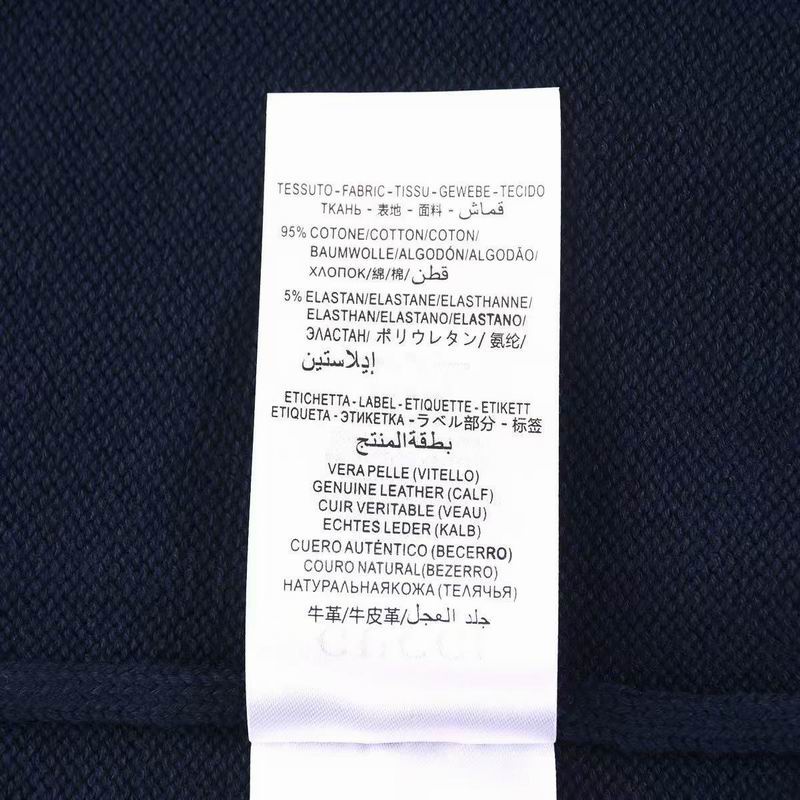 TESSUTO-FABRIC-TISSU-GEWEBE-TECIDO
ТКАНЬ - 表地 - 面料 - قماش
95% COTONE/COTTON/COTON/
BAUMWOLLE/ALGODÓN/ALGODÃO/
ХЛОПОК/綿/棉/قطن
5% ELASTAN/ELASTANE/ELASTHANNE/
ELASTHAN/ELASTANO/ELASTANO/
ЭЛАСТАН/ ポリウレタン/ 氨纶/
إيلاستين
ETICHETTA-LABEL-ETIQUETTE-ETIKETT
ETIQUETA-ЭТИКЕТКА-ラベル部分 - 标签
بطقةالمنتج
VERA PELLE (VITELLO)
GENUINE LEATHER (CALF)
CUIR VERITABLE (VEAU)
ECHTES LEDER (KALB)
CUERO AUTÉNTICO (BECERRO)
COURO NATURAL(BEZERRO)
НАТУРАЛЬНАЯКОЖА (ТЕЛЯЧЬЯ)
牛革/牛皮革/جلد العجل